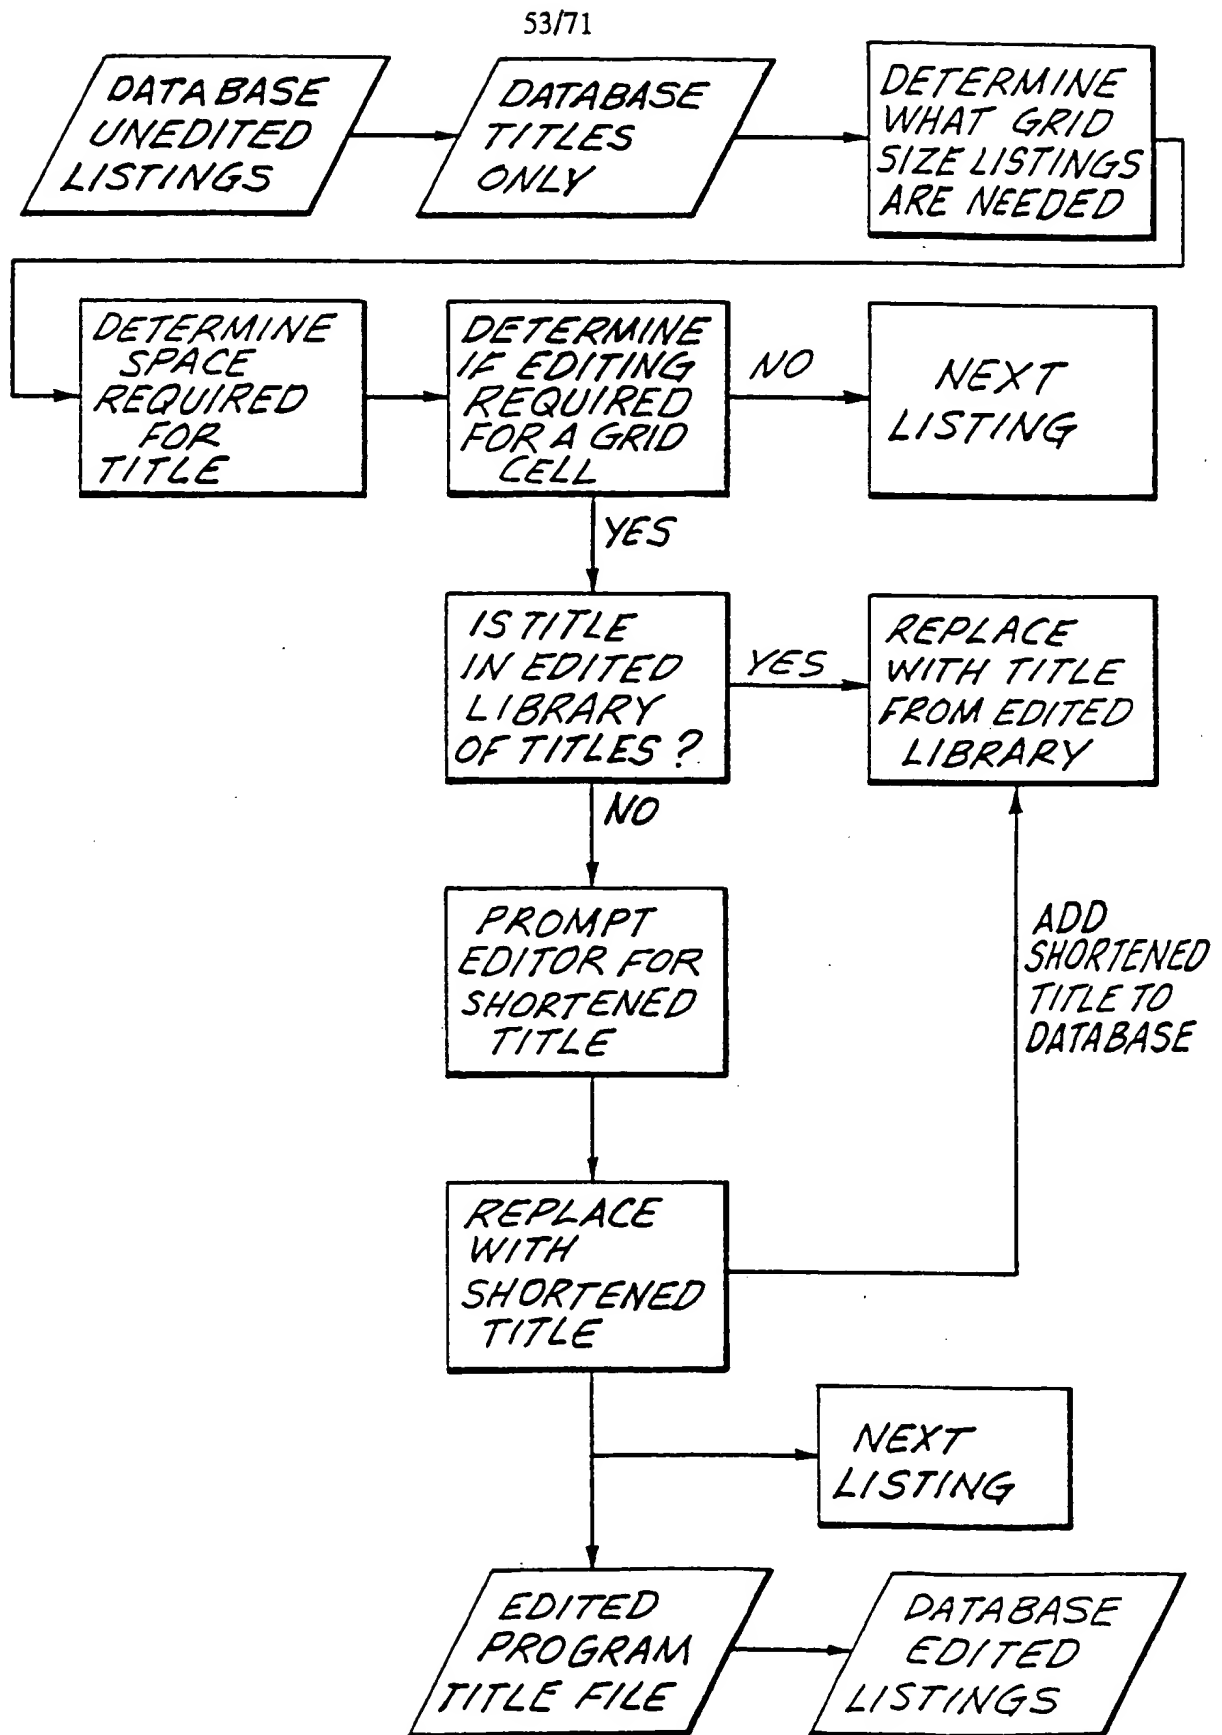 53/71
DATABASE
UNEDITED
LISTINGS
DATABASE
TITLES
ONLY
DETERMINE
WHAT GRID
SIZE LISTINGS
ARE NEEDED
DETERMINE
SPACE
REQUIRED
FOR
TITLE
DETERMINE
IF EDITING
REQUIRED
FOR A GRID
CELL
NO
NEXT
LISTING
YES
IS TITLE
IN EDITED
LIBRARY
OF TITLES ?
YES
REPLACE
WITH TITLE
FROM EDITED
LIBRARY
NO
PROMPT
EDITOR FOR
SHORTENED
TITLE
ADD
SHORTENED
TITLE TO
DATABASE
REPLACE
WITH
SHORTENED
TITLE
NEXT
LISTING
EDITED
PROGRAM
TITLE FILE
DATABASE
EDITED
LISTINGS